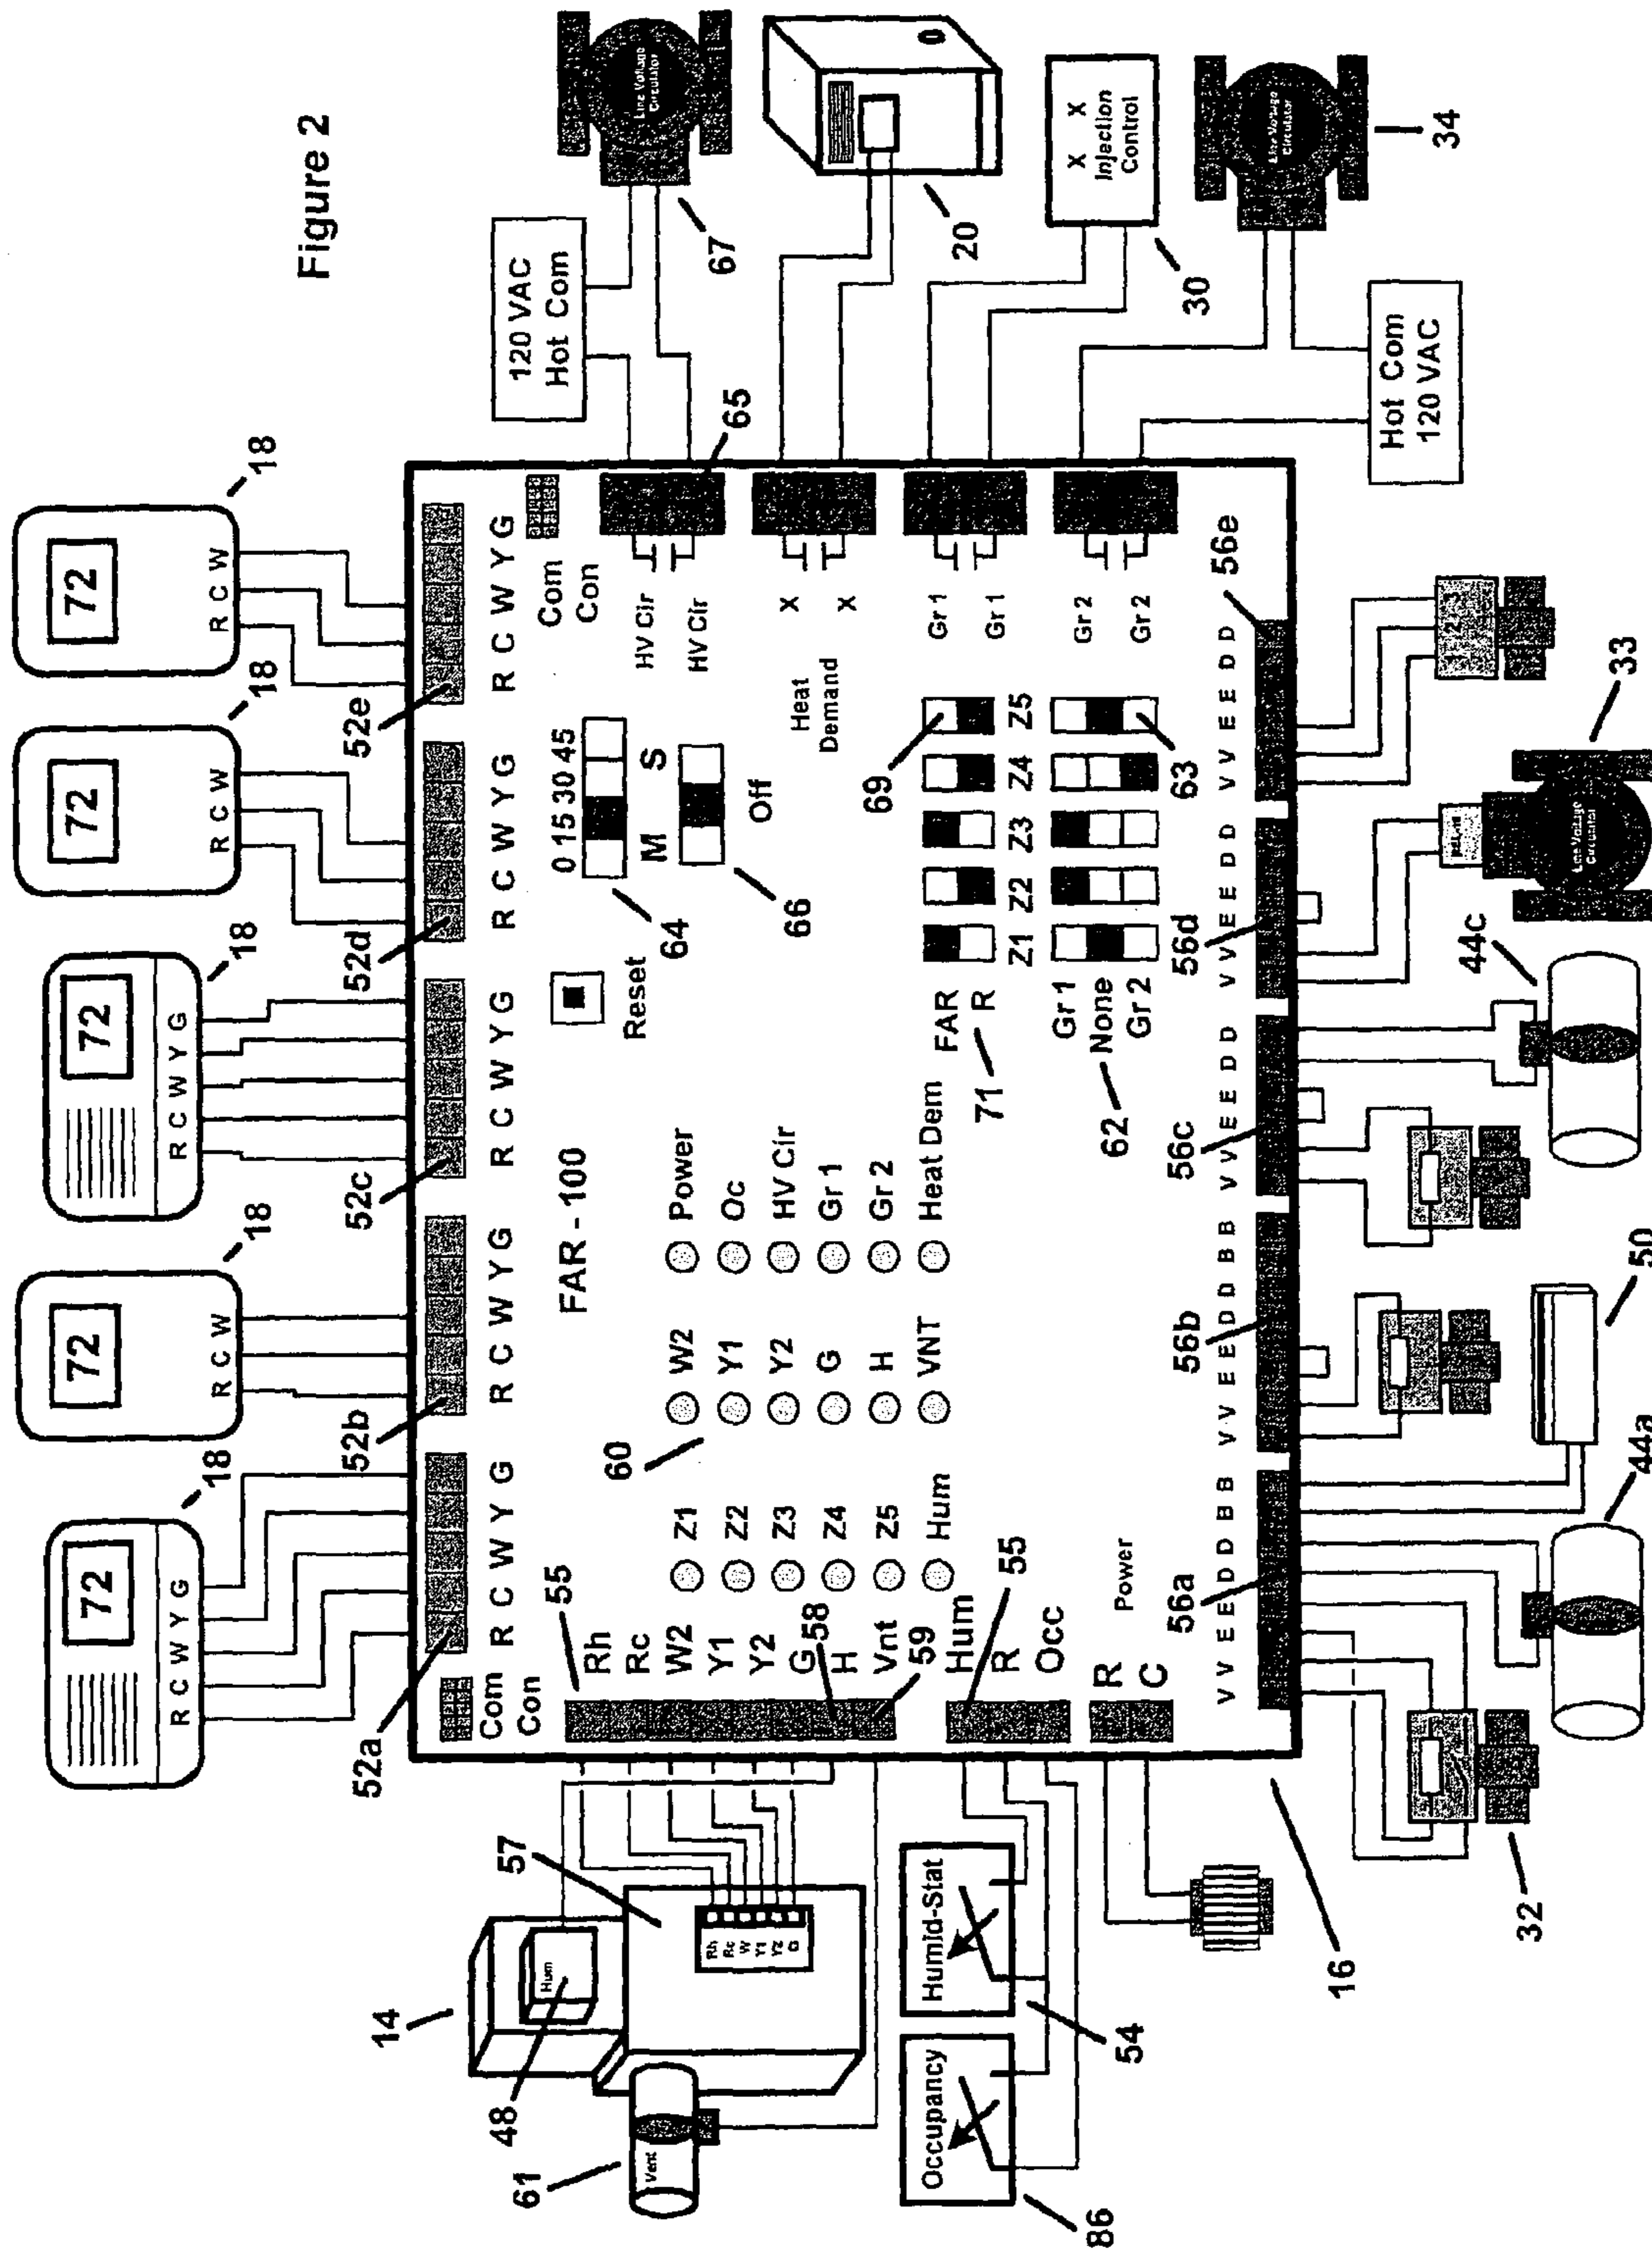 Figure 2
72
R C W Y G
18
72
R C W
18
72
R C W Y G
18
72
R C W
18
72
R C W
18
52a
52b
52c
52d
52e
R C W Y G
R C W Y G
R C W Y G
R C W Y G
R C W Y G
Com
Con
Com
Con
14
48
Hum
57
Rh
Rc
W
Y1
Y2
G
61
Vent
Occupancy
86
Humid-Stat
54
16
55
Rh
Rc
W2
Y1
Y2
G
H
Vnt
58
59
Hum
R
Occ
55
R
C
Power
FAR - 100
60
Z1
Z2
Z3
Z4
Z5
Hum
W2
Y1
Y2
G
H
VNT
Power
Oc
HV Cir
Gr 1
Gr 2
Heat Dem
Reset
0 15 30 45
64
M S
Off
66
HV Cir
HV Cir
65
Heat
Demand
X
X
Gr 1
Gr 1
Gr 2
Gr 2
69
FAR
R
71
Z1 Z2 Z3 Z4 Z5
Gr 1
None
Gr 2
62
63
120 VAC
Hot Com
Line Voltage
Circulator
67
20
X X
Injection
Control
30
Line Voltage
Circulator
34
Hot Com
120 VAC
56a
56b
56c
56d
56e
V V E E D D B B
V V E E D D B B
V V E E D D
V V E E D D
V V E E D D
32
44a
50
44c
Line Voltage
Circulator
33
1 2 3